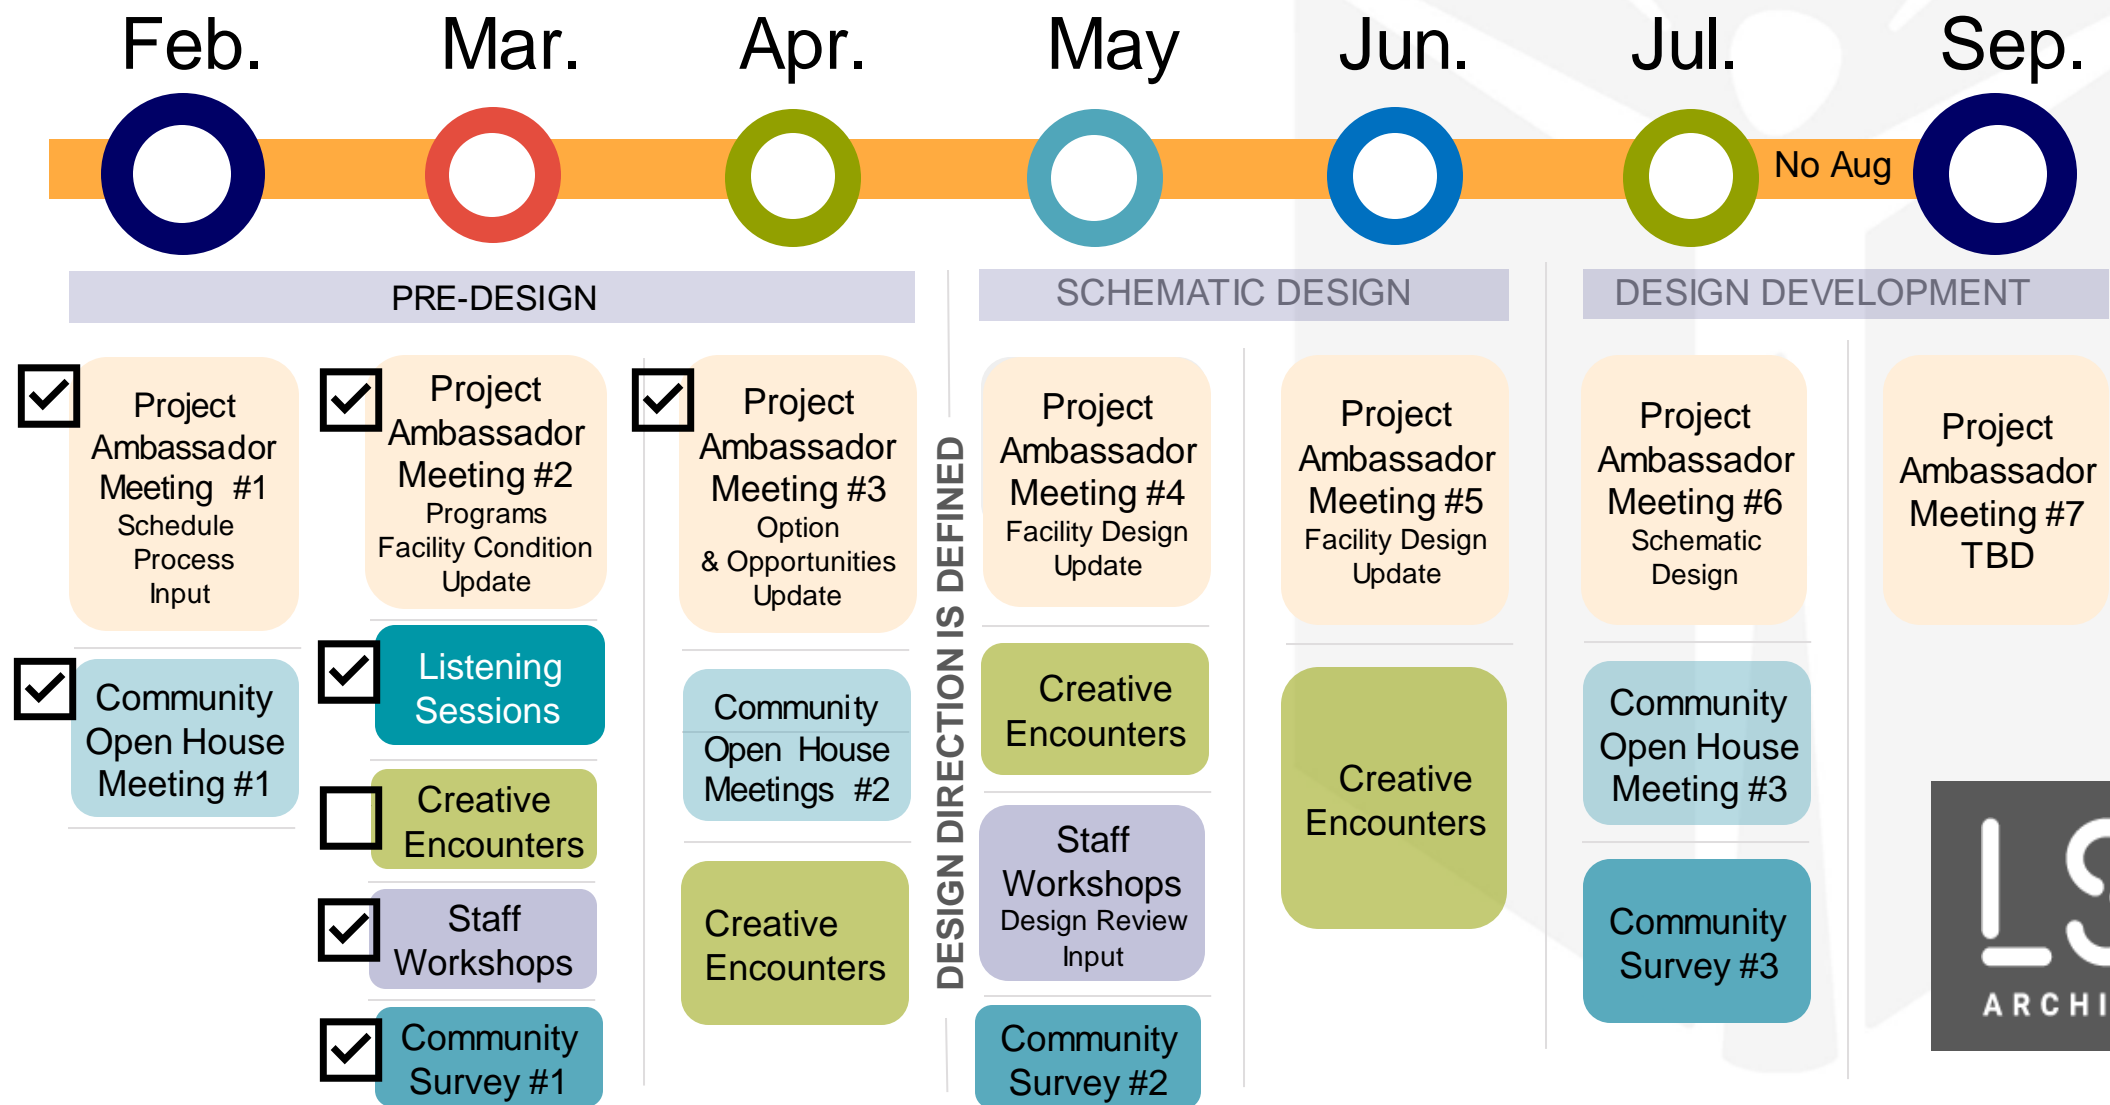 Feb.
Mar.
Apr.
May
Jun.
Jul.
Sep.
No Aug
PRE-DESIGN
SCHEMATIC DESIGN
DESIGN DEVELOPMENT
Project
Ambassador
Meeting #1
Schedule
Process
Input
Community
Open House
Meeting #1
Project
Ambassador
Meeting #2
Programs
Facility Condition
Update
Listening
Sessions
Creative
Encounters
Staff
Workshops
Community
Survey #1
Project
Ambassador
Meeting #3
Option
& Opportunities
Update
Community
Open House
Meetings #2
Creative
Encounters
DESIGN DIRECTION IS DEFINED
Project
Ambassador
Meeting #4
Facility Design
Update
Creative
Encounters
Staff
Workshops
Design Review
Input
Community
Survey #2
Project
Ambassador
Meeting #5
Facility Design
Update
Creative
Encounters
Project
Ambassador
Meeting #6
Schematic
Design
Community
Open House
Meeting #3
Community
Survey #3
Project
Ambassador
Meeting #7
TBD